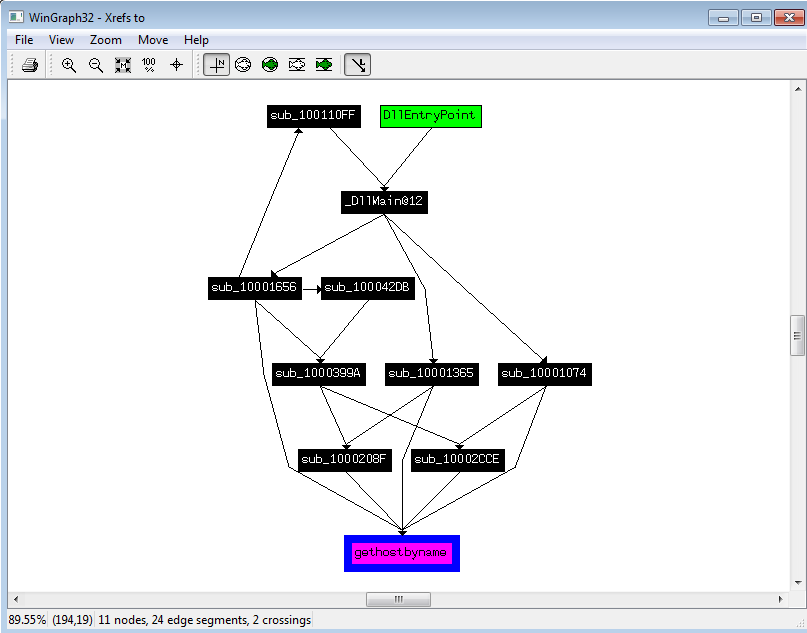 WinGraph32 - Xrefs to
File View Zoom Move Help
100 %
N
sub_100110FF DllEntryPoint
_DllMain@12
sub_10001656 sub_100042DB
sub_1000399A sub_10001365 sub_10001074
sub_1000208F sub_10002CCE
gethostbyname
89.55% (194,19) 11 nodes, 24 edge segments, 2 crossings